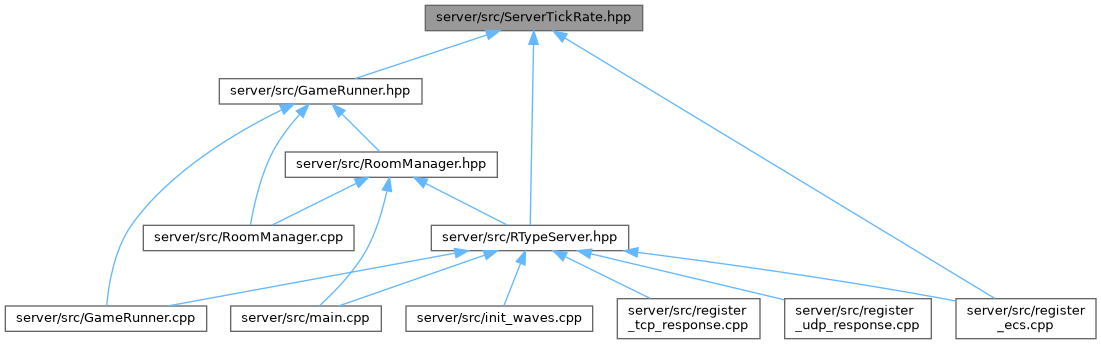 server/src/ServerTickRate.hpp
server/src/GameRunner.hpp
server/src/RoomManager.hpp
server/src/RoomManager.cpp
server/src/RTypeServer.hpp
server/src/GameRunner.cpp
server/src/main.cpp
server/src/init_waves.cpp
server/src/register
_tcp_response.cpp
server/src/register
_udp_response.cpp
server/src/register
_ecs.cpp